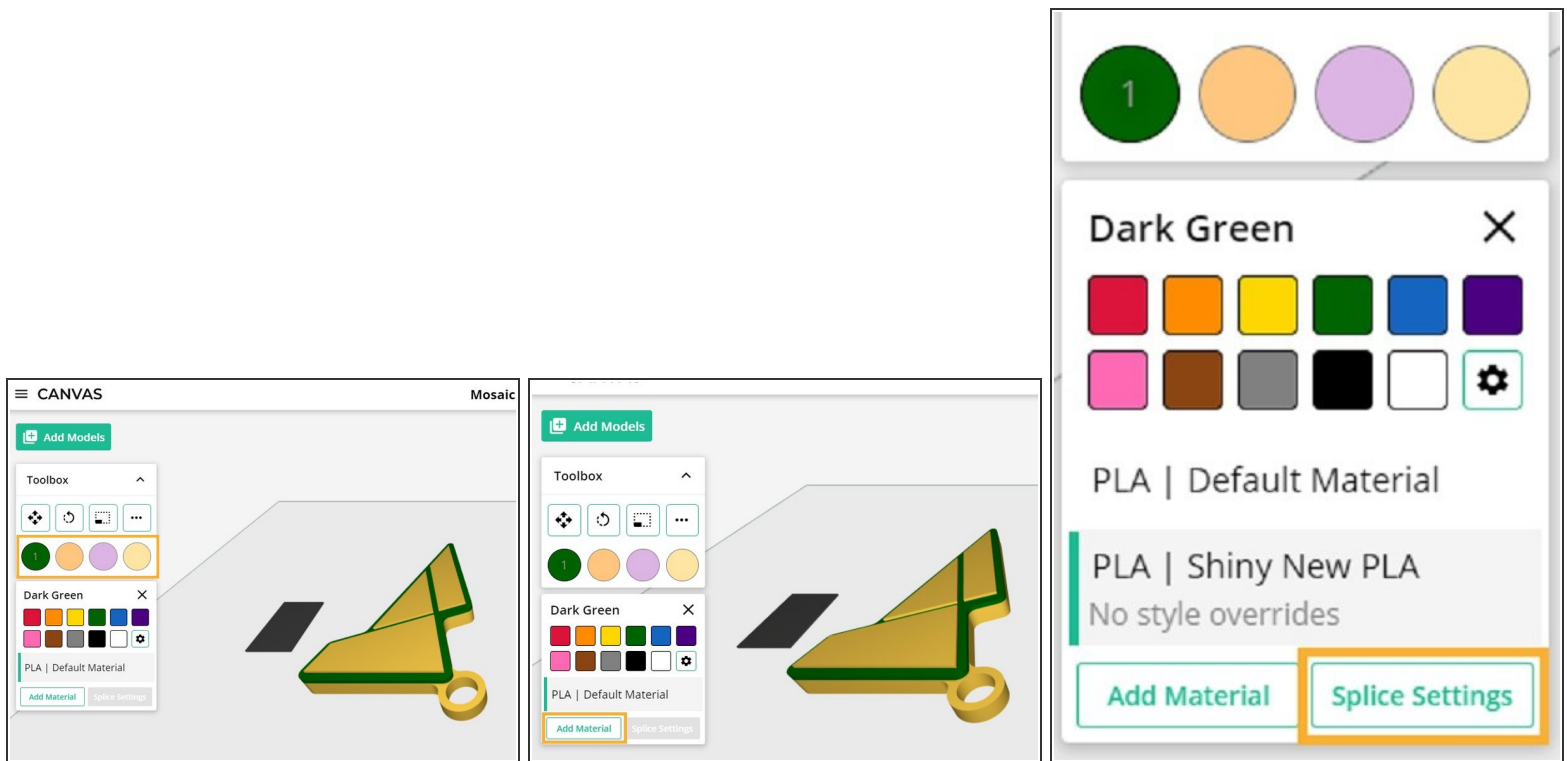 CANVAS Mosaic
Add Models
Toolbox
1
Dark Green
PLA | Default Material
Add Material Splice Settings
Add Models
Toolbox
1
Dark Green
PLA | Default Material
Add Material Splice Settings
1
Dark Green
PLA | Default Material
PLA | Shiny New PLA
No style overrides
Add Material Splice Settings